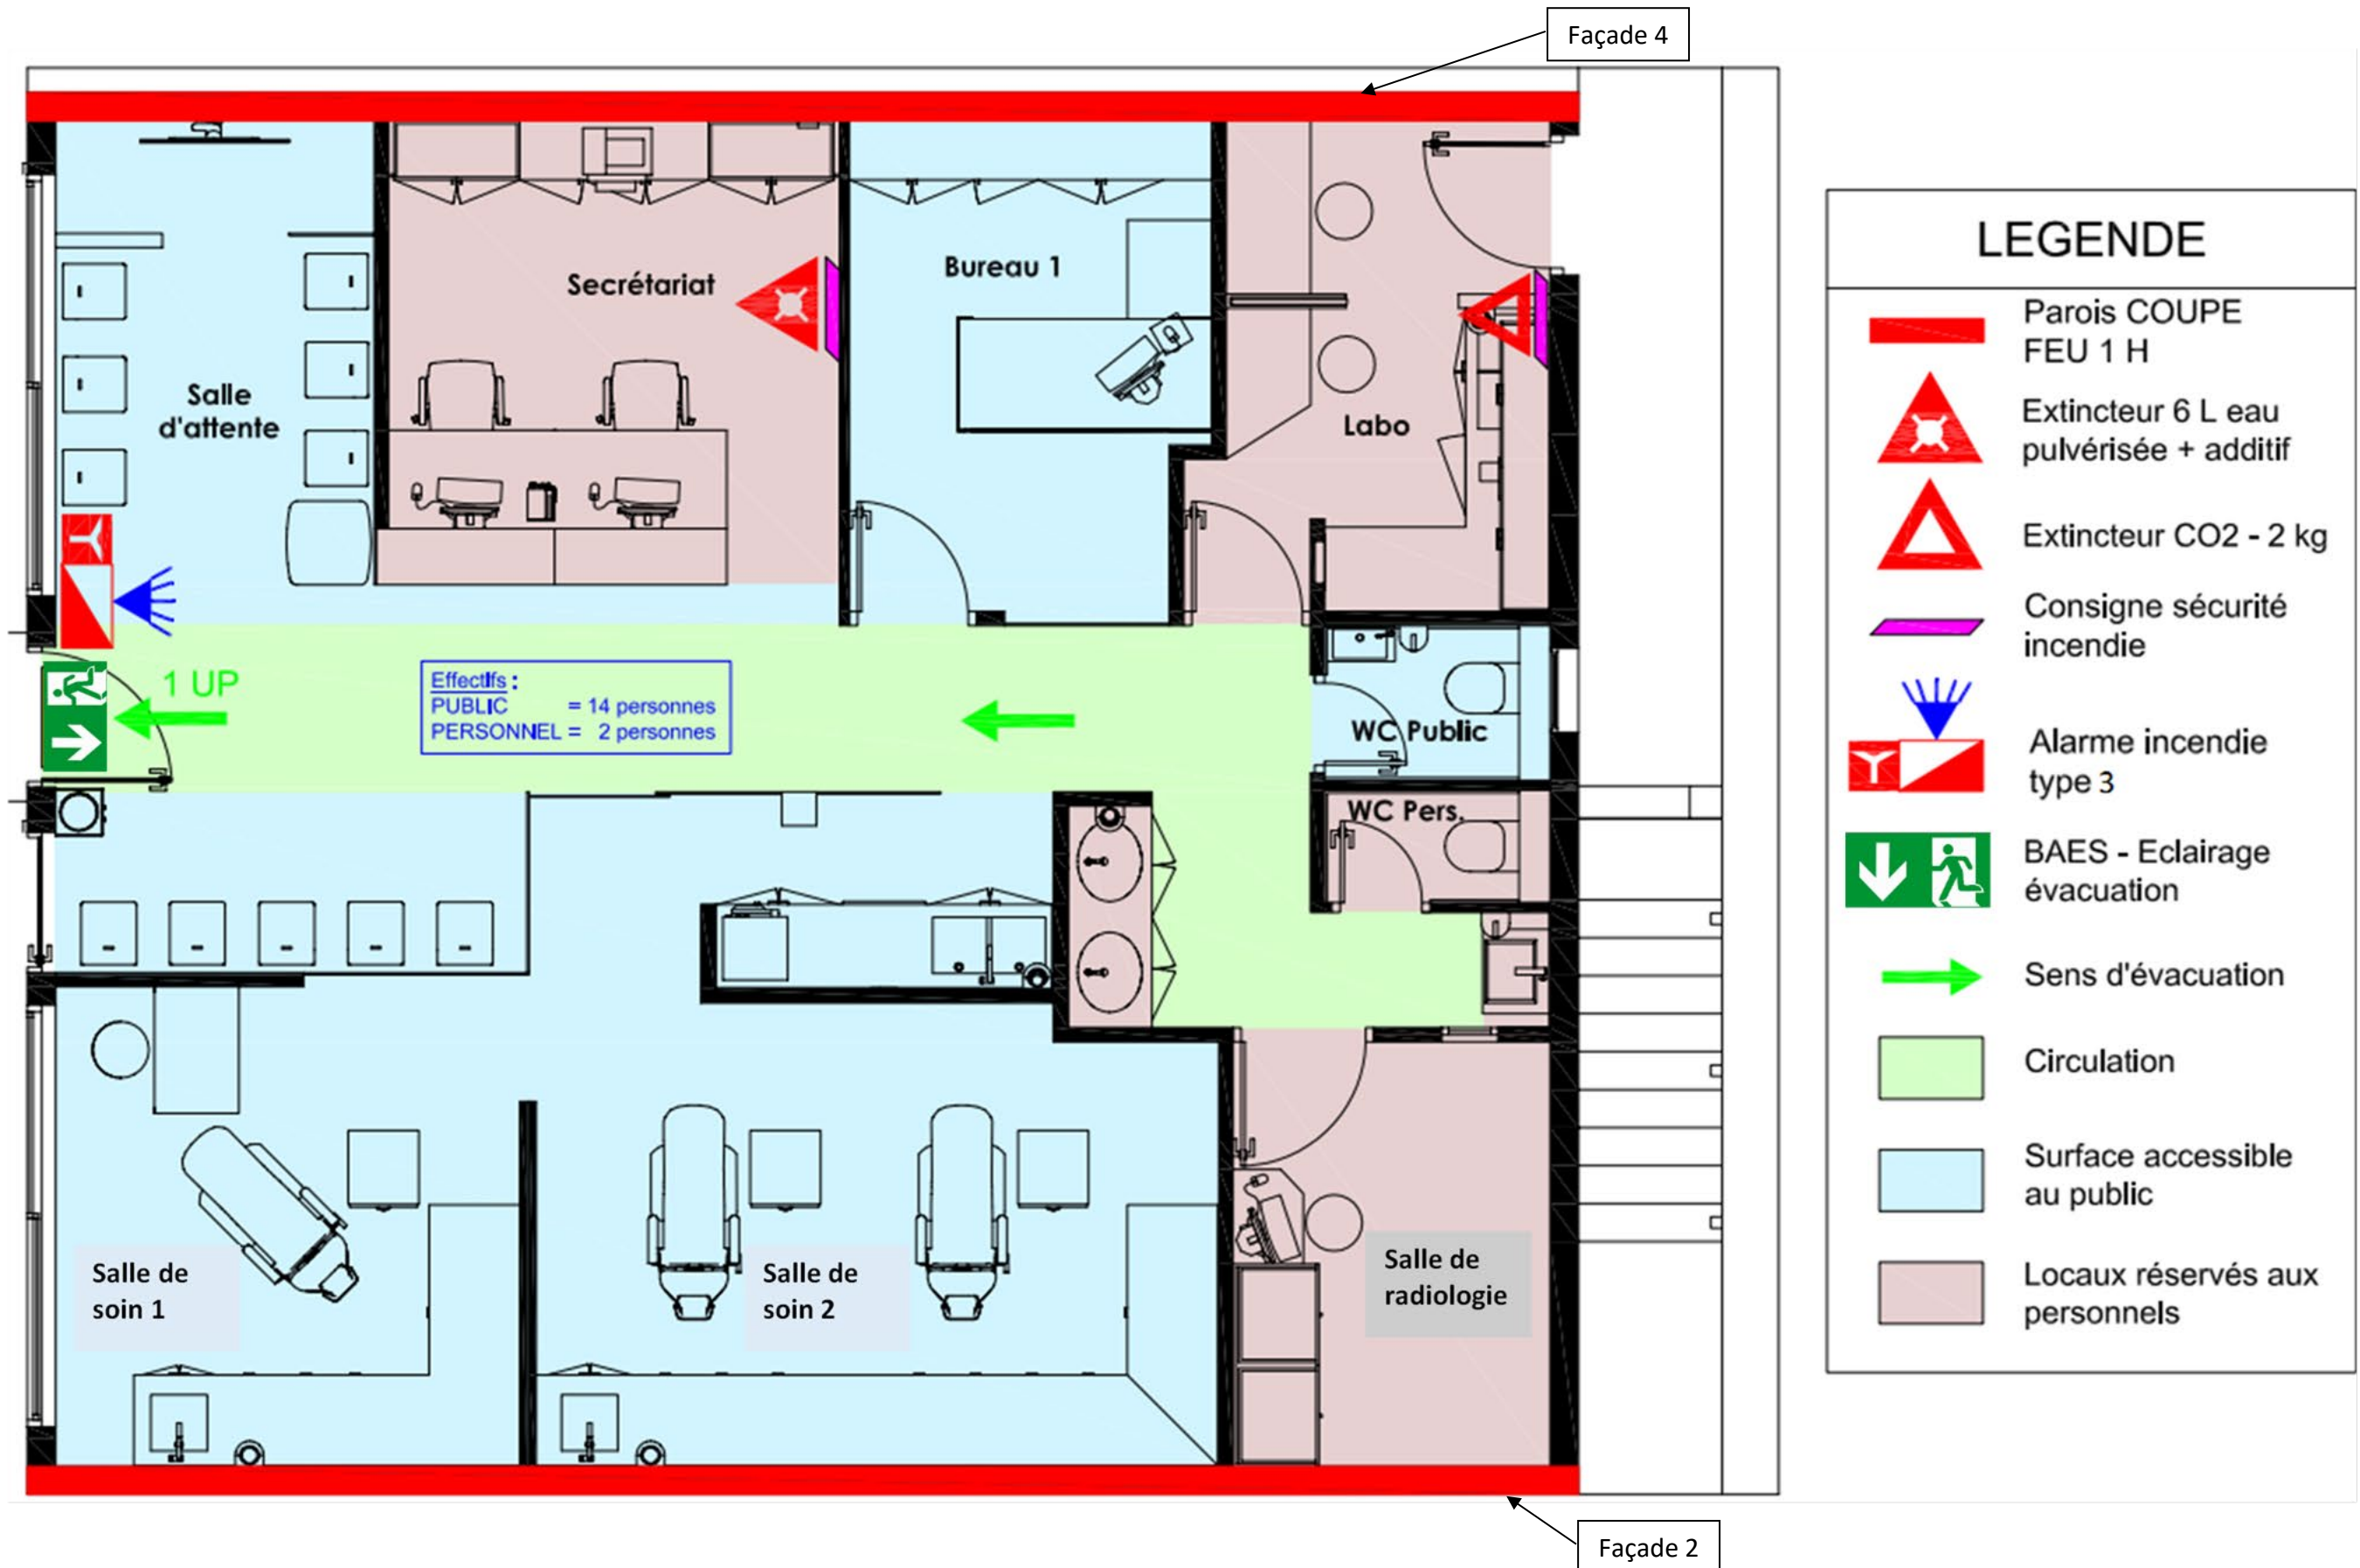 Façade 4
Secrétariat
Bureau 1
Salle
d'attente
Labo
1 UP
Effectifs :
PUBLIC = 14 personnes
PERSONNEL = 2 personnes
WC Public
WC Pers.
Salle de
soin 1
Salle de
soin 2
Salle de
radiologie
Façade 2
LEGENDE
Parois COUPE
FEU 1 H
Extincteur 6 L eau
pulvérisée + additif
Extincteur CO2 - 2 kg
Consigne sécurité
incendie
Alarme incendie
type 3
BAES - Eclairage
évacuation
Sens d'évacuation
Circulation
Surface accessible
au public
Locaux réservés aux
personnels